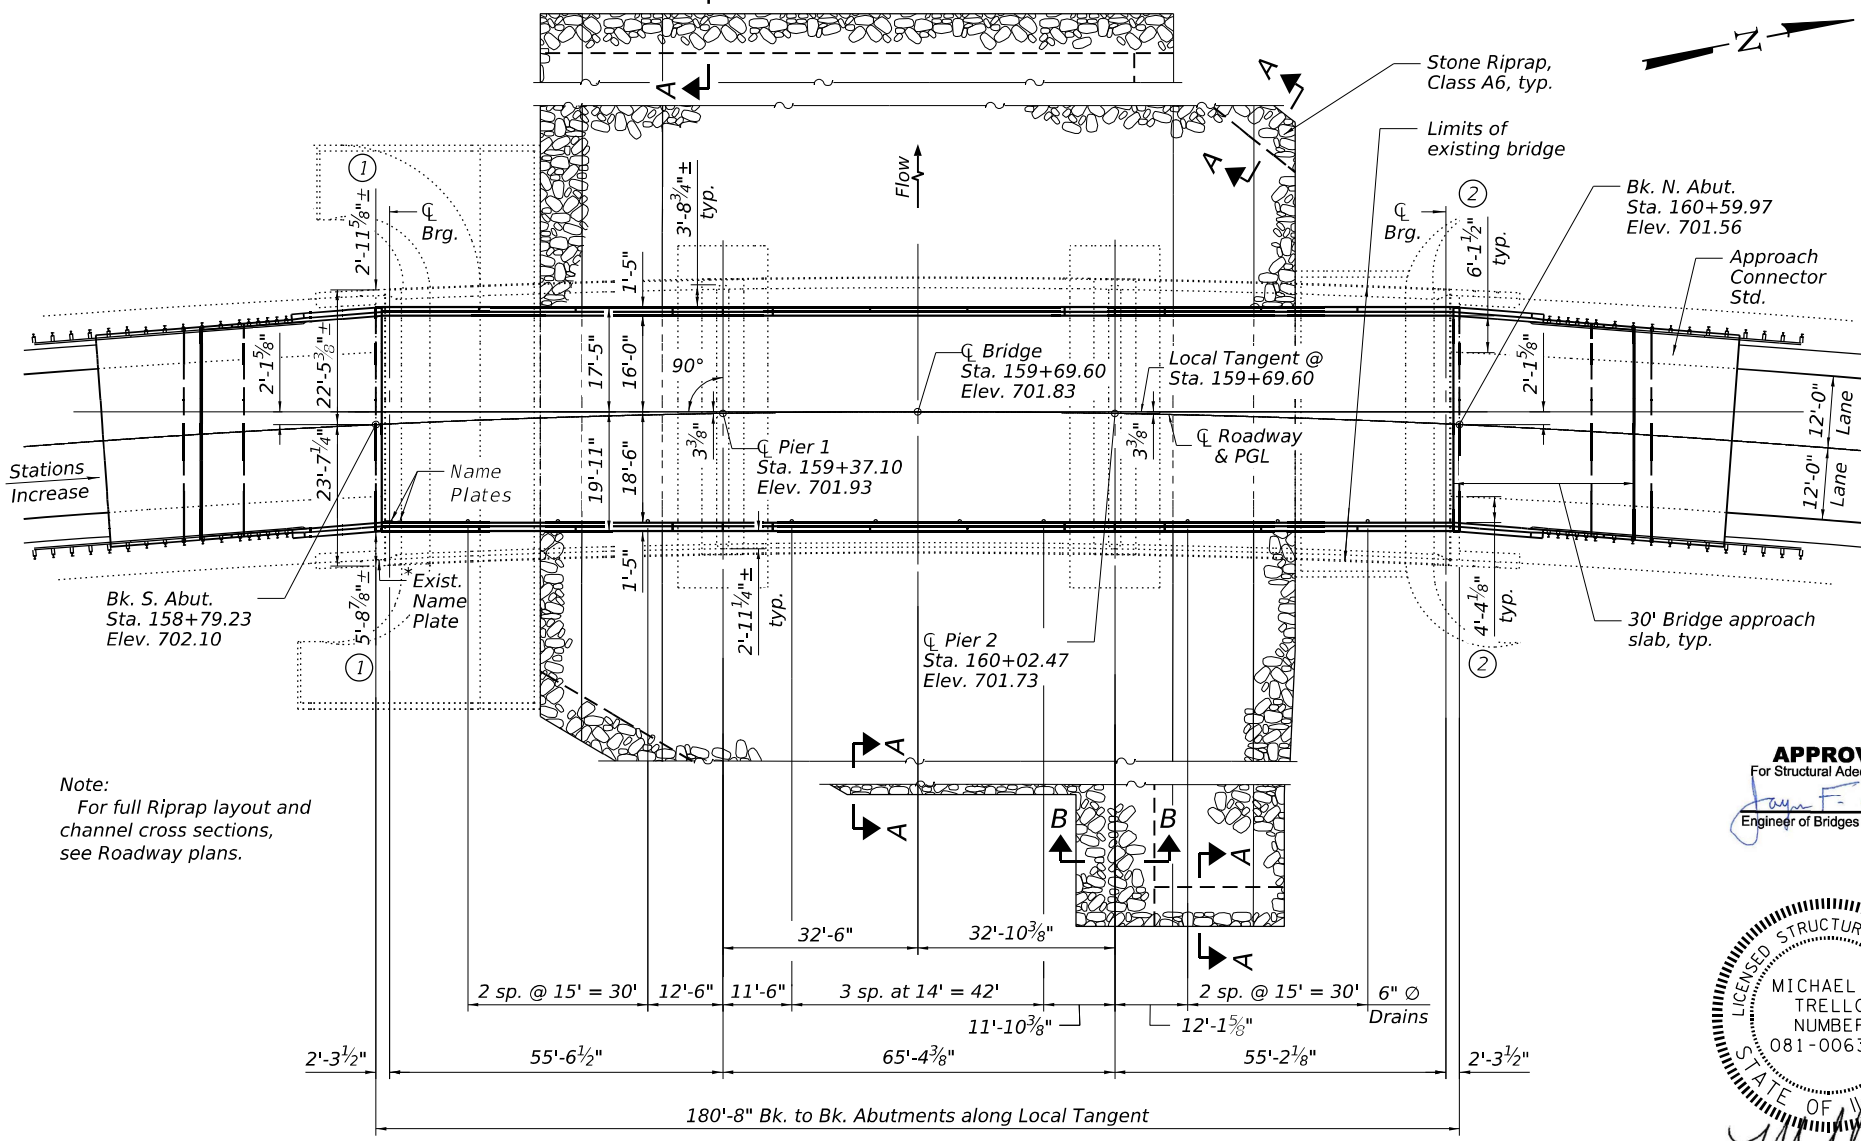 N
Stone Riprap,
Class A6, typ.
Limits of
existing bridge
A
A
A
Flow
3'-8¾"±
typ.
1
2'-11⅝"±
℄
Brg.
1'-5"
2
℄
Brg.
6'-1½"
typ.
Bk. N. Abut.
Sta. 160+59.97
Elev. 701.56
Approach
Connector
Std.
2'-1⅝"
22'-5⅜"±
17'-5"
16'-0"
90°
℄ Bridge
Sta. 159+69.60
Elev. 701.83
Local Tangent @
Sta. 159+69.60
2'-1⅝"
12'-0"
Lane
12'-0"
Lane
Stations
Increase
23'-7¼"
Name
Plates
19'-11"
18'-6"
3⅜"
℄ Pier 1
Sta. 159+37.10
Elev. 701.93
3⅜"
℄ Roadway
& PGL
Bk. S. Abut.
Sta. 158+79.23
Elev. 702.10
5'-8⅞"±
1
*Exist.
Name
Plate
1'-5"
2'-11¼"±
typ.
℄ Pier 2
Sta. 160+02.47
Elev. 701.73
4'-4⅛"
typ.
2
30' Bridge approach
slab, typ.
Note:
For full Riprap layout and
channel cross sections,
see Roadway plans.
A
A
B
B
A
A
APPROV
For Structural Ade
Engineer of Bridges
32'-6"
32'-10⅜"
2 sp. @ 15' = 30'
12'-6"
11'-6"
3 sp. at 14' = 42'
11'-10⅜"
12'-1⅝"
2 sp. @ 15' = 30'
6" Ø
Drains
2'-3½"
55'-6½"
65'-4⅜"
55'-2⅛"
2'-3½"
180'-8" Bk. to Bk. Abutments along Local Tangent
LICENSED STRUCTUR
MICHAEL
TRELLO
NUMBER
081-0063
STATE OF